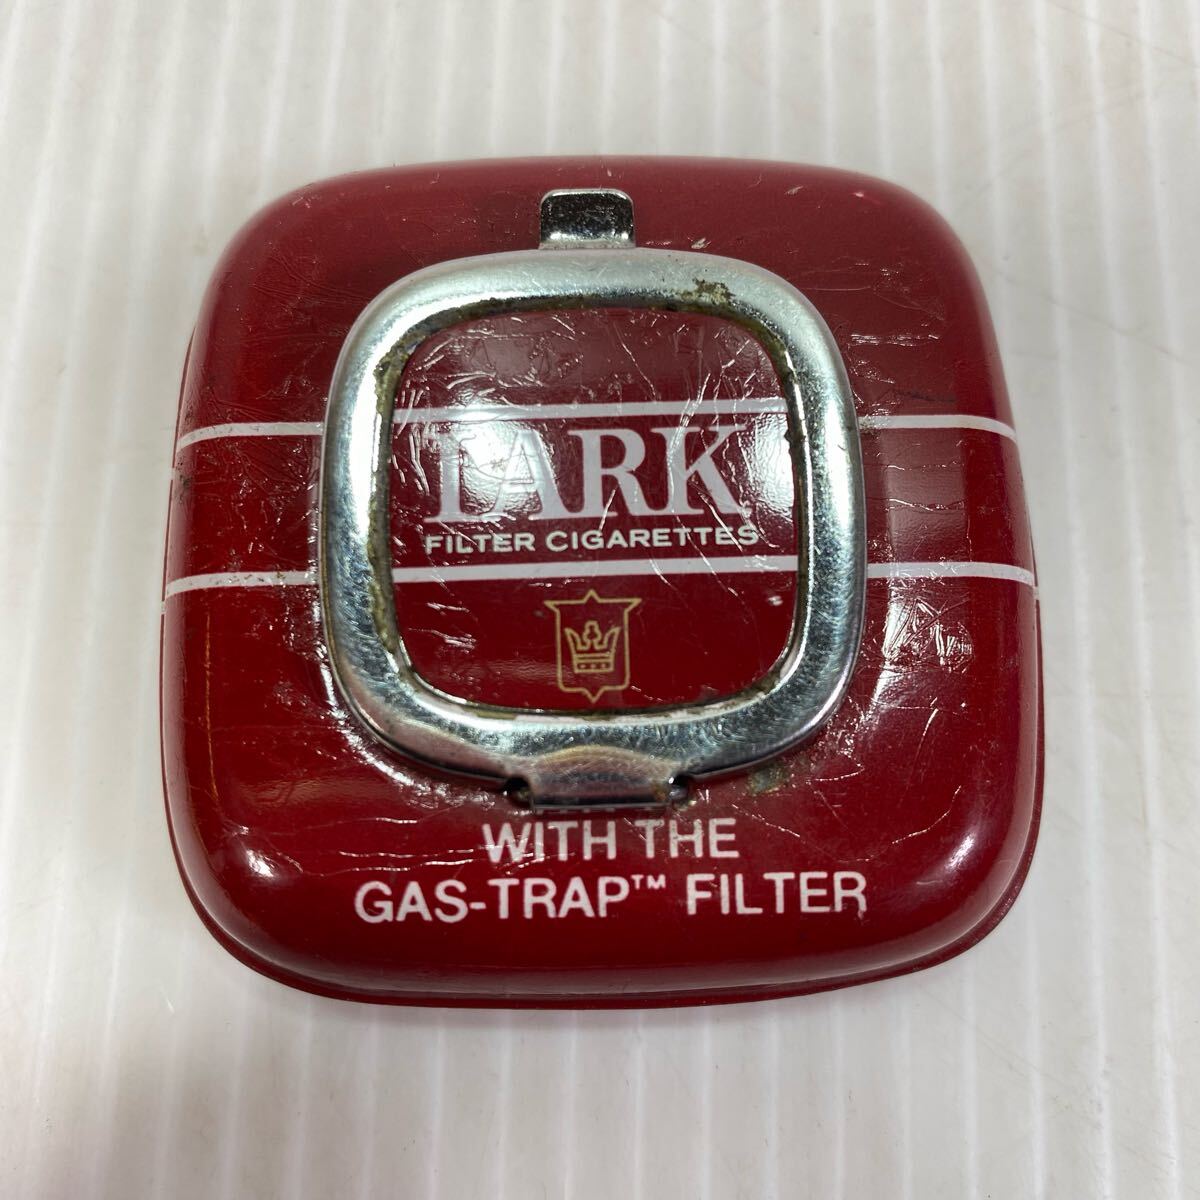 LARK
FILTER CIGARETTES
WITH THE
GAS-TRAP™ FILTER